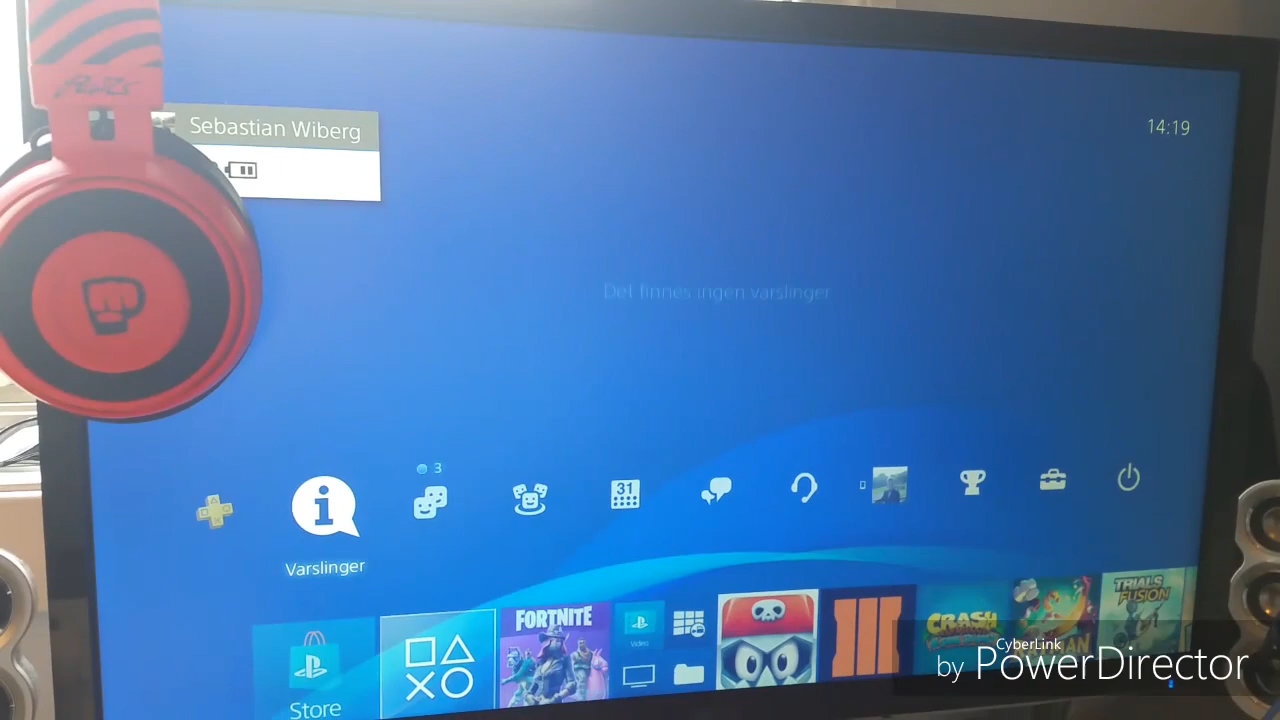 Sebastian Wiberg
14:19
Det finnes ingen varslinger
3
31
Varslinger
Store
FORTNITE
Video
CRASH
TRIALS
FUSION
CyberLink
by PowerDirector